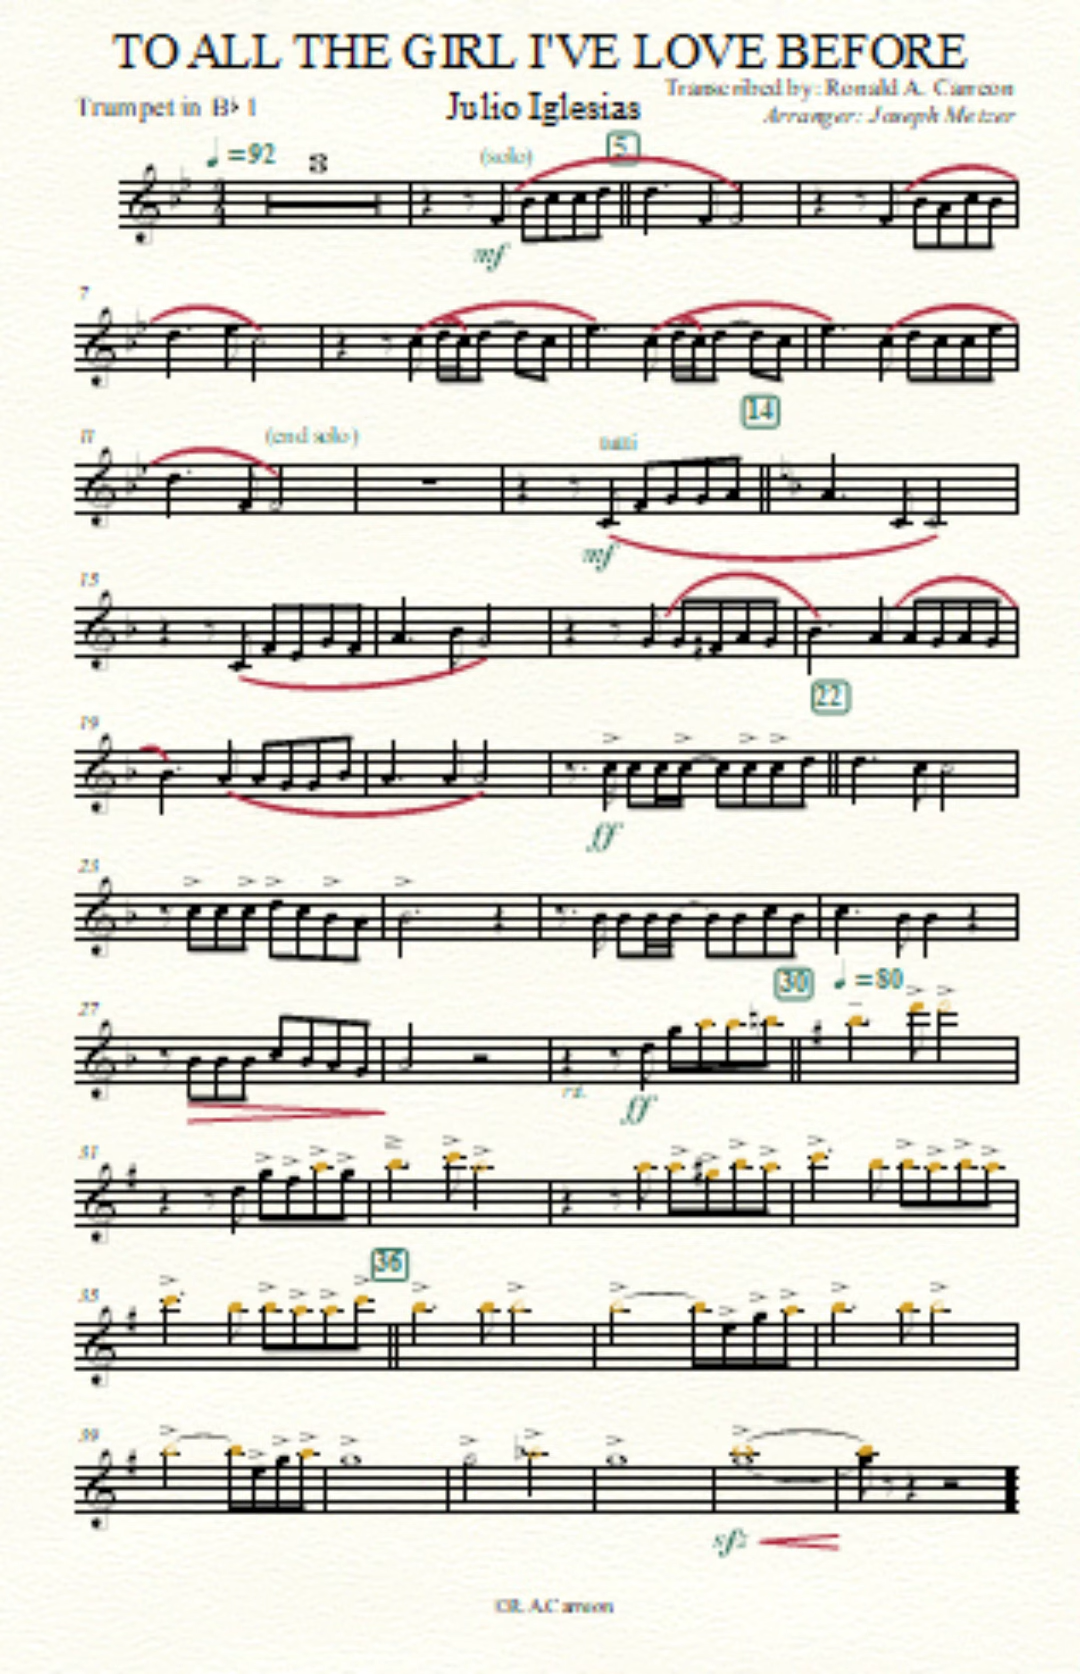 TO ALL THE GIRL I'VE LOVE BEFORE
Transcribed by: Ronald A. Carreon
Trumpet in B♭ 1
Julio Iglesias
Arranger: Joseph Metzer
♩ =92
3
(solo)
5
mf
7
14
11
(end solo)
tutti
mf
15
22
19
ff
23
30
♩ =80
27
rit.
ff
31
36
35
39
sfz
©R.A.Carreon